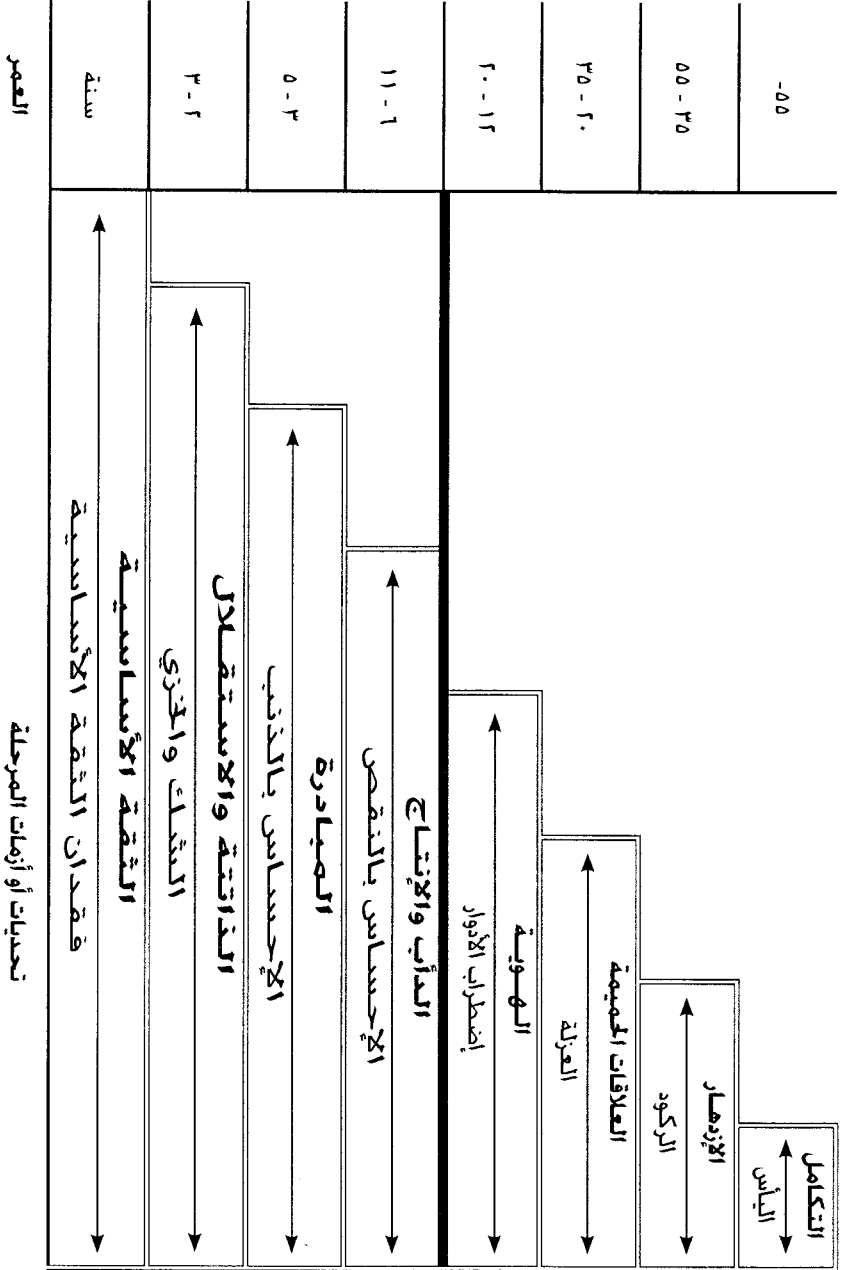 التكامل
اليأس
٥٥-
الإزدهار
الركود
٣٥ - ٥٥
العلاقات الحميمة
العزلة
٢٠ - ٣٥
الهوية
إضطراب الأدوار
١٢ - ٢٠
الدأب والإنتاج
الإحساس بالنقص
٦ - ١١
المبادرة
الإحساس بالذنب
٣ - ٥
الذاتية والاستقلال
الشك والخزي
٢ - ٣
الثقة الأساسية
فقدان الثقة الأساسية
سنة
تحديات أو أزمات المرحلة
العمر